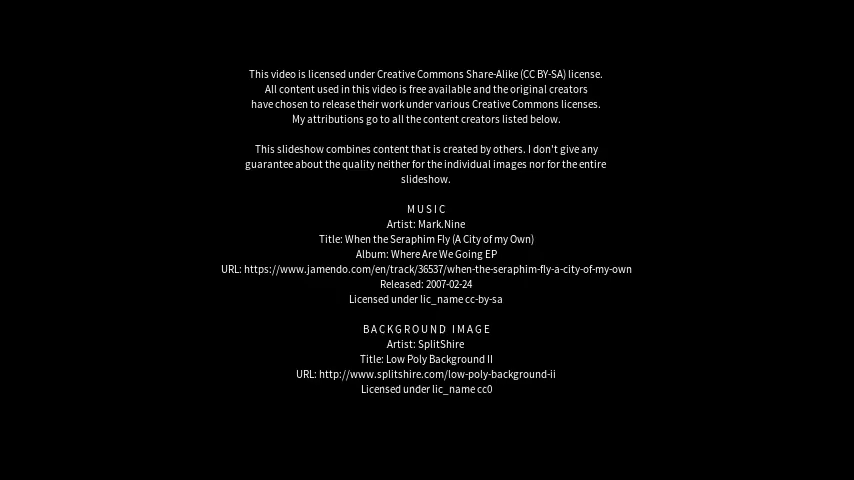 This video is licensed under Creative Commons Share-Alike (CC BY-SA) license.
All content used in this video is free available and the original creators
have chosen to release their work under various Creative Commons licenses.
My attributions go to all the content creators listed below.
This slideshow combines content that is created by others. I don't give any
guarantee about the quality neither for the individual images nor for the entire
slideshow.
MUSIC
Artist: Mark.Nine
Title: When the Seraphim Fly (A City of my Own)
Album: Where Are We Going EP
URL: https://www.jamendo.com/en/track/36537/when-the-seraphim-fly-a-city-of-my-own
Released: 2007-02-24
Licensed under lic_name cc-by-sa
BACKGROUND IMAGE
Artist: SplitShire
Title: Low Poly Background II
URL: http://www.splitshire.com/low-poly-background-ii
Licensed under lic_name cc0